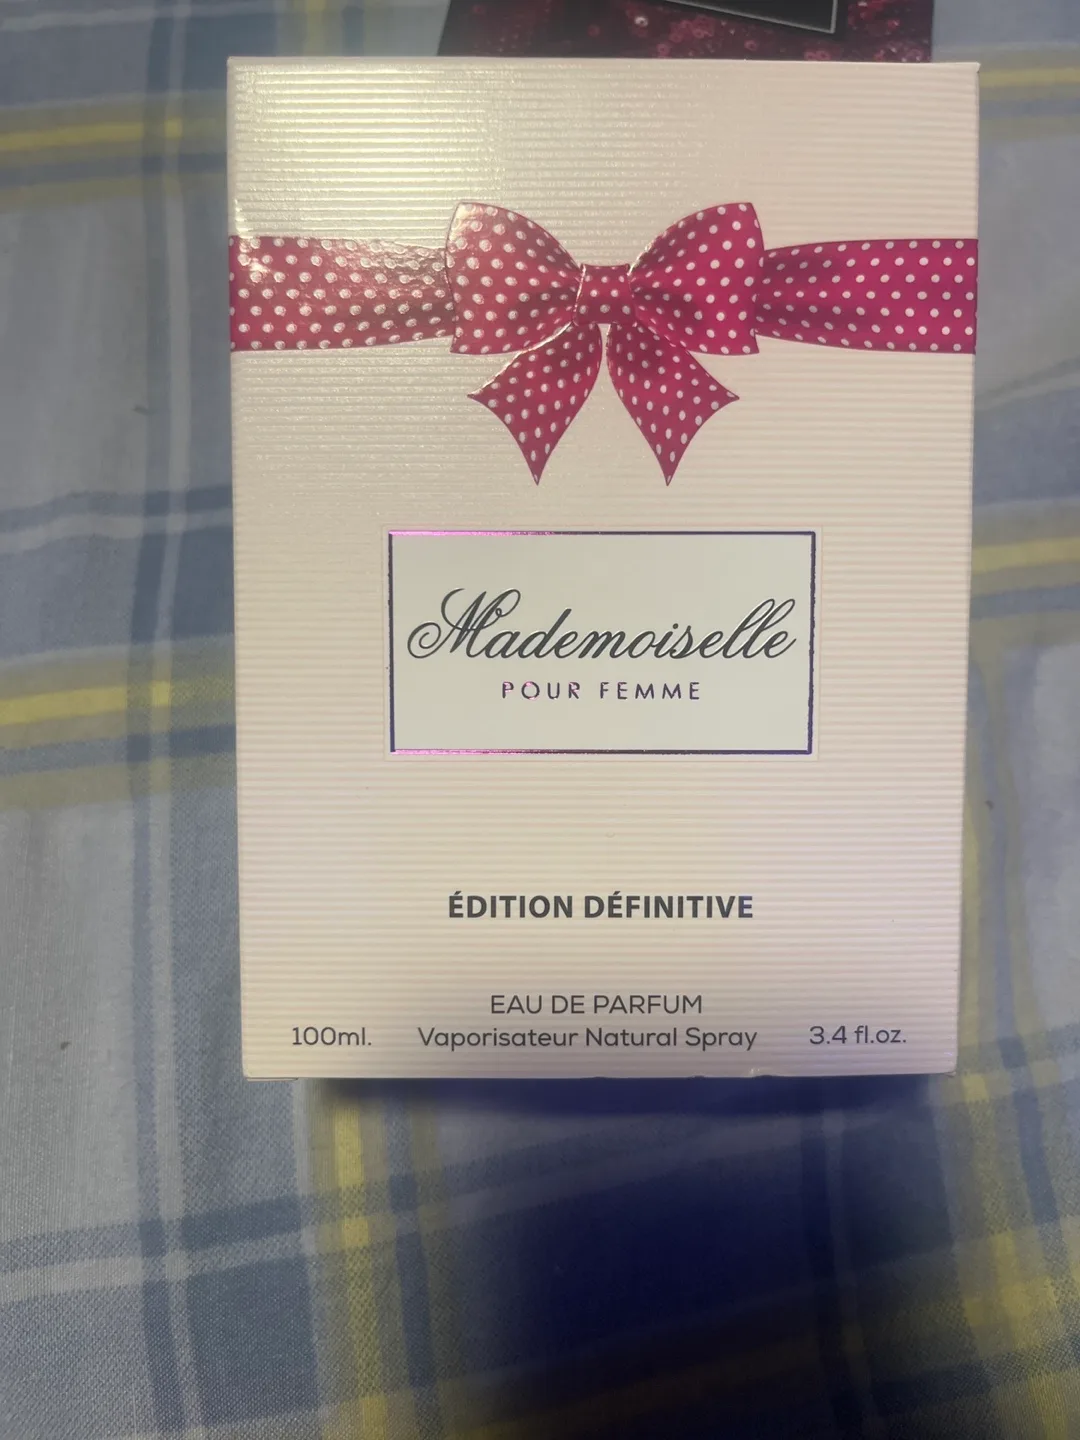 Mademoiselle
POUR FEMME
ÉDITION DÉFINITIVE
EAU DE PARFUM
100ml. Vaporisateur Natural Spray 3.4 fl.oz.